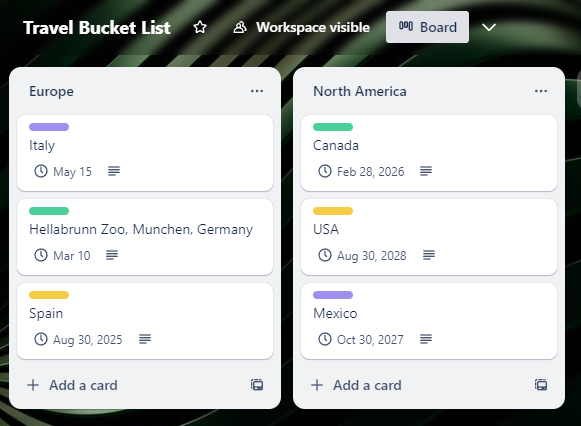 Travel Bucket List
Workspace visible
Board
Europe
Italy
May 15
Hellabrunn Zoo, Munchen, Germany
Mar 10
Spain
Aug 30, 2025
Add a card
North America
Canada
Feb 28, 2026
USA
Aug 30, 2028
Mexico
Oct 30, 2027
Add a card